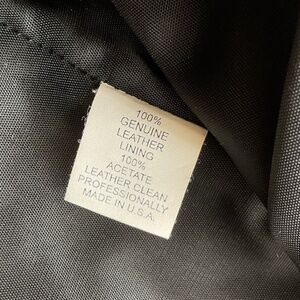 100%
GENUINE
LEATHER
LINING
100%
ACETATE
LEATHER CLEAN
PROFESSIONALLY
MADE IN U.S.A.